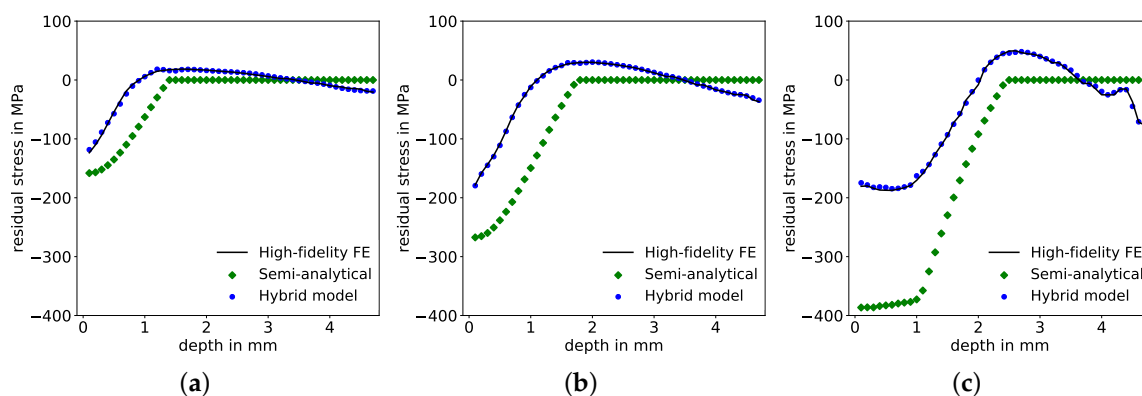 100
0
−100
−200
−300
−400
residual stress in MPa
High-fidelity FE
Semi-analytical
Hybrid model
0 1 2 3 4
depth in mm
(a)
100
0
−100
−200
−300
−400
residual stress in MPa
High-fidelity FE
Semi-analytical
Hybrid model
0 1 2 3 4
depth in mm
(b)
100
0
−100
−200
−300
−400
residual stress in MPa
High-fidelity FE
Semi-analytical
Hybrid model
0 1 2 3 4
depth in mm
(c)